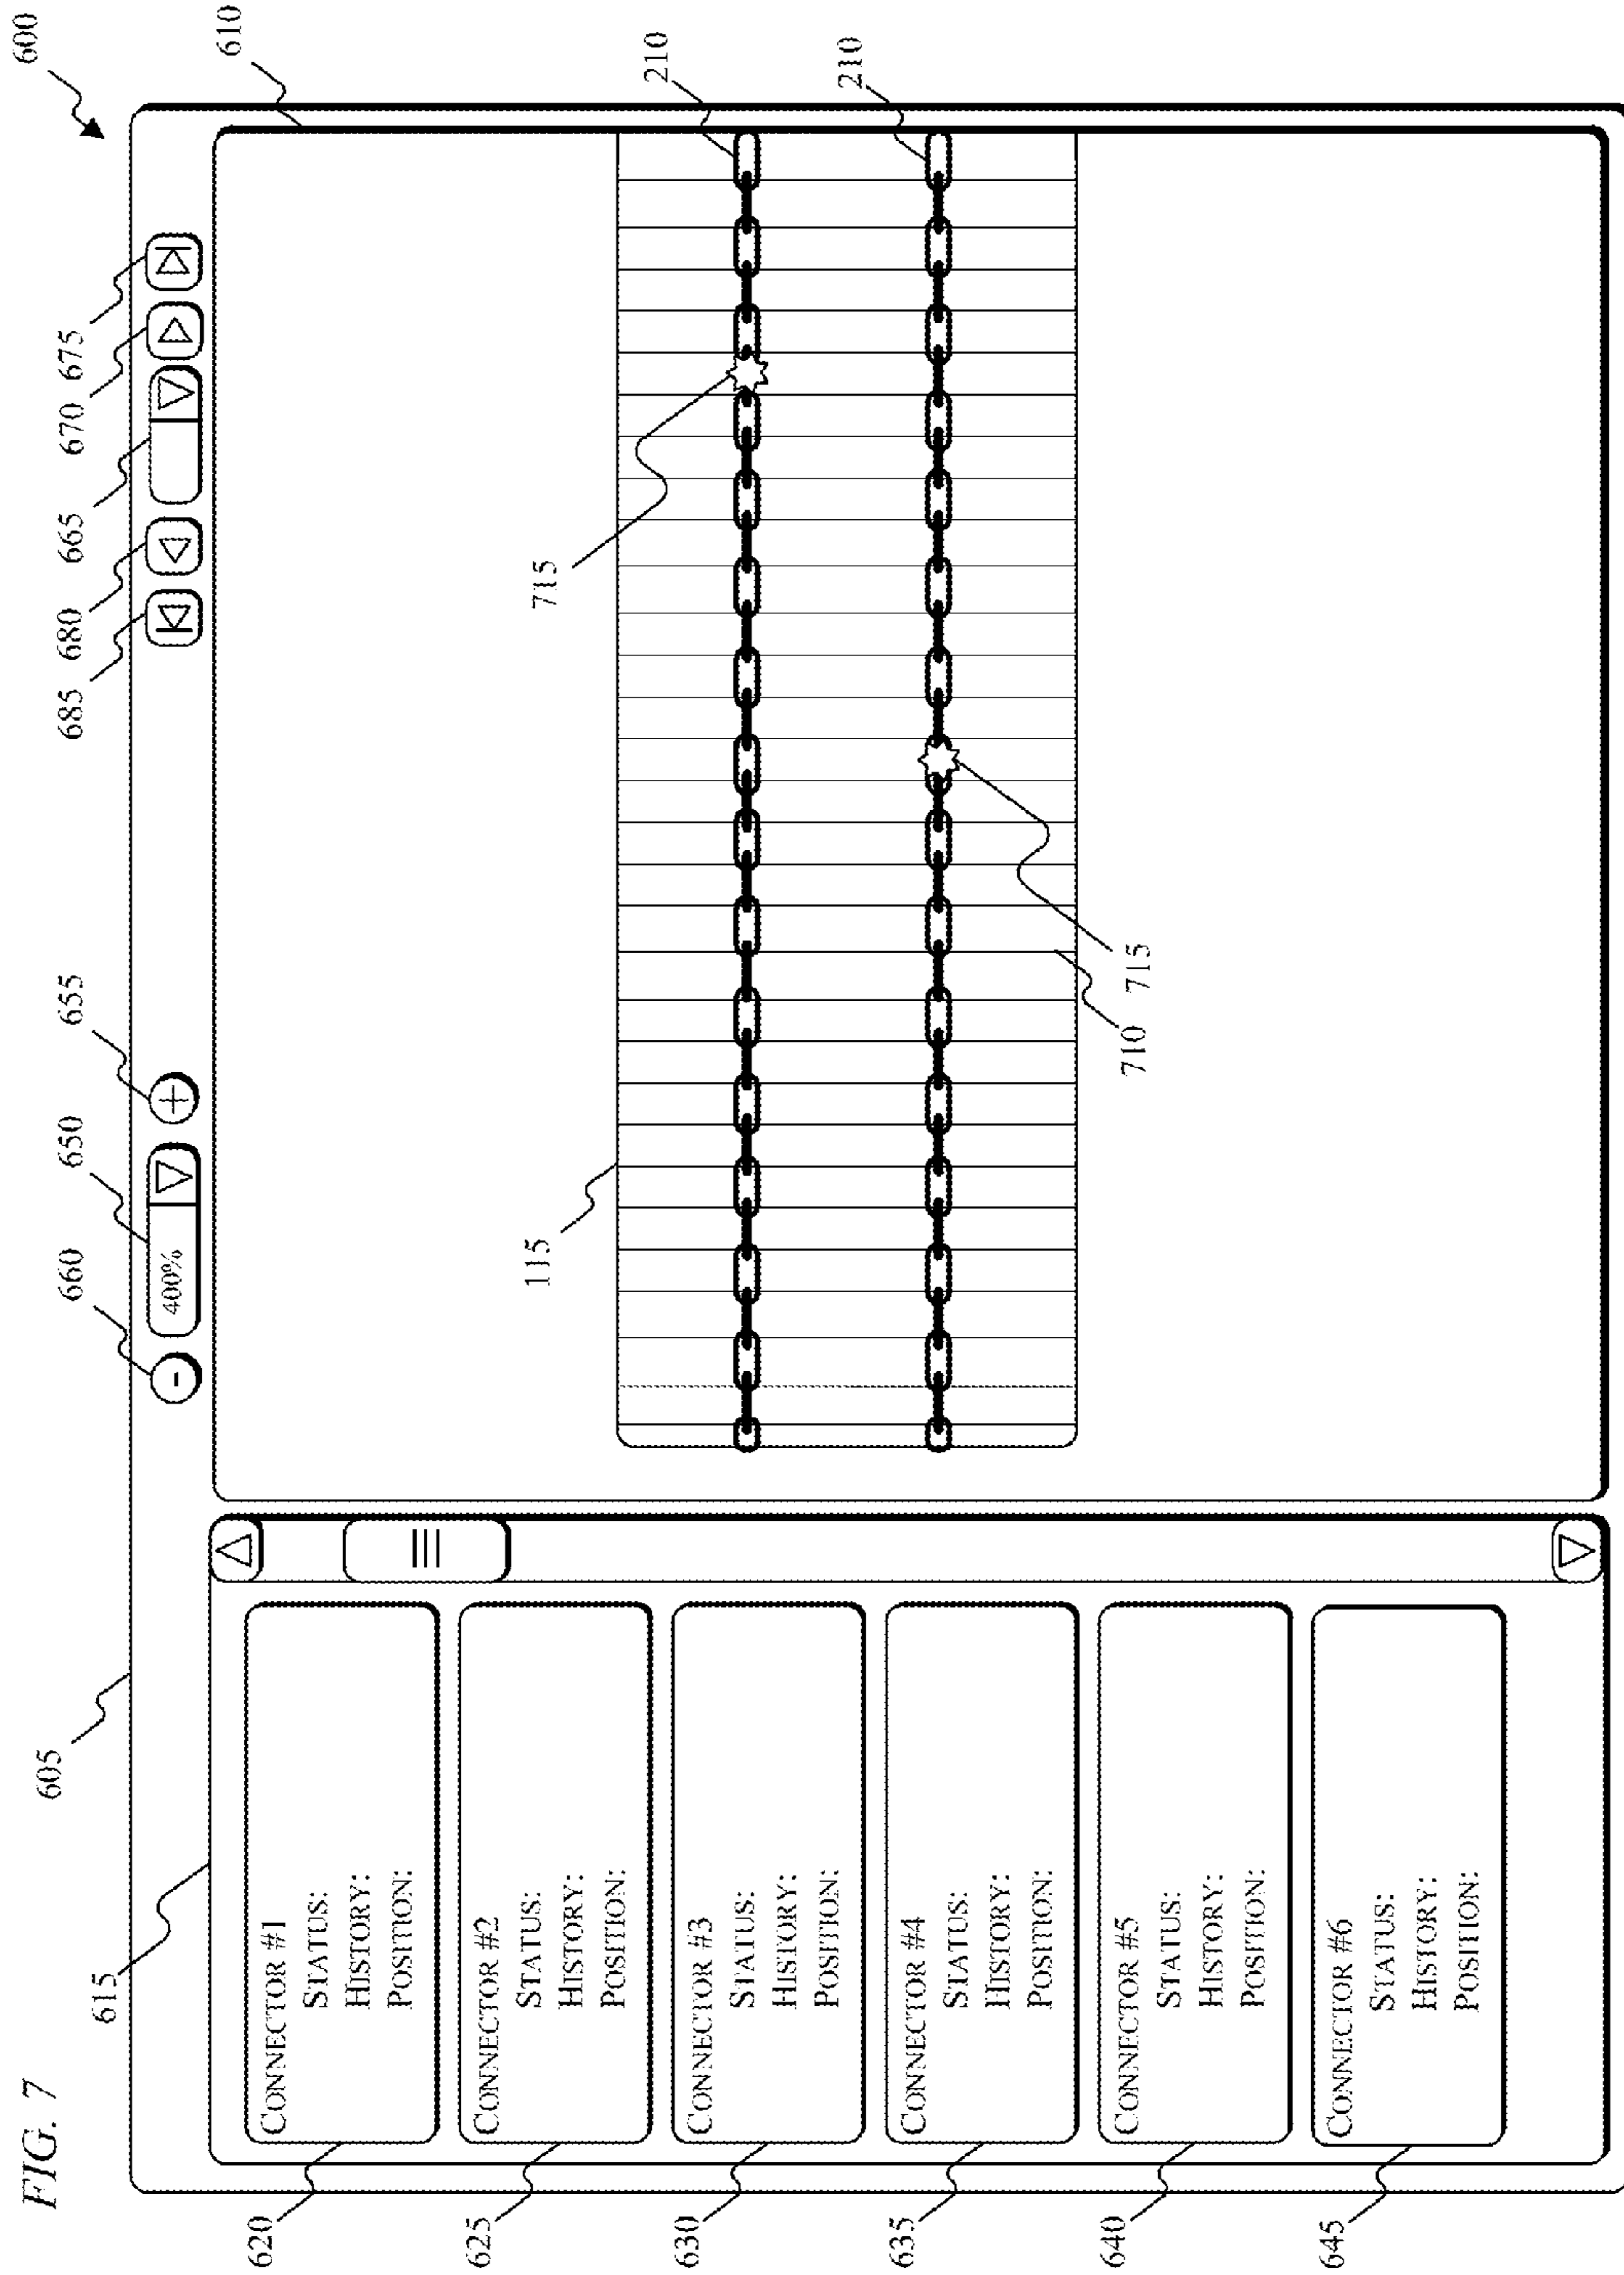 FIG. 7
600
605
660
650
655
685
680
665
670
675
610
615
400%
620
CONNECTOR #1
STATUS:
HISTORY:
POSITION:
625
CONNECTOR #2
STATUS:
HISTORY:
POSITION:
630
CONNECTOR #3
STATUS:
HISTORY:
POSITION:
635
CONNECTOR #4
STATUS:
HISTORY:
POSITION:
640
CONNECTOR #5
STATUS:
HISTORY:
POSITION:
645
CONNECTOR #6
STATUS:
HISTORY:
POSITION:
115
715
210
210
710
715